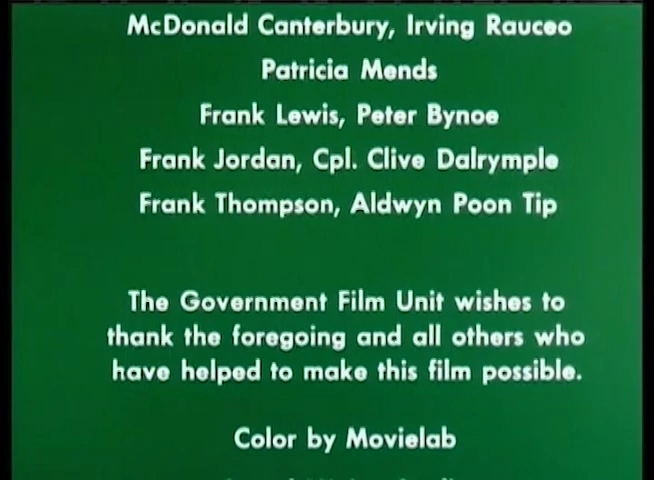 McDonald Canterbury, Irving Rauceo
Patricia Mends
Frank Lewis, Peter Bynoe
Frank Jordan, Cpl. Clive Dalrymple
Frank Thompson, Aldwyn Poon Tip
The Government Film Unit wishes to
thank the foregoing and all others who
have helped to make this film possible.
Color by Movielab